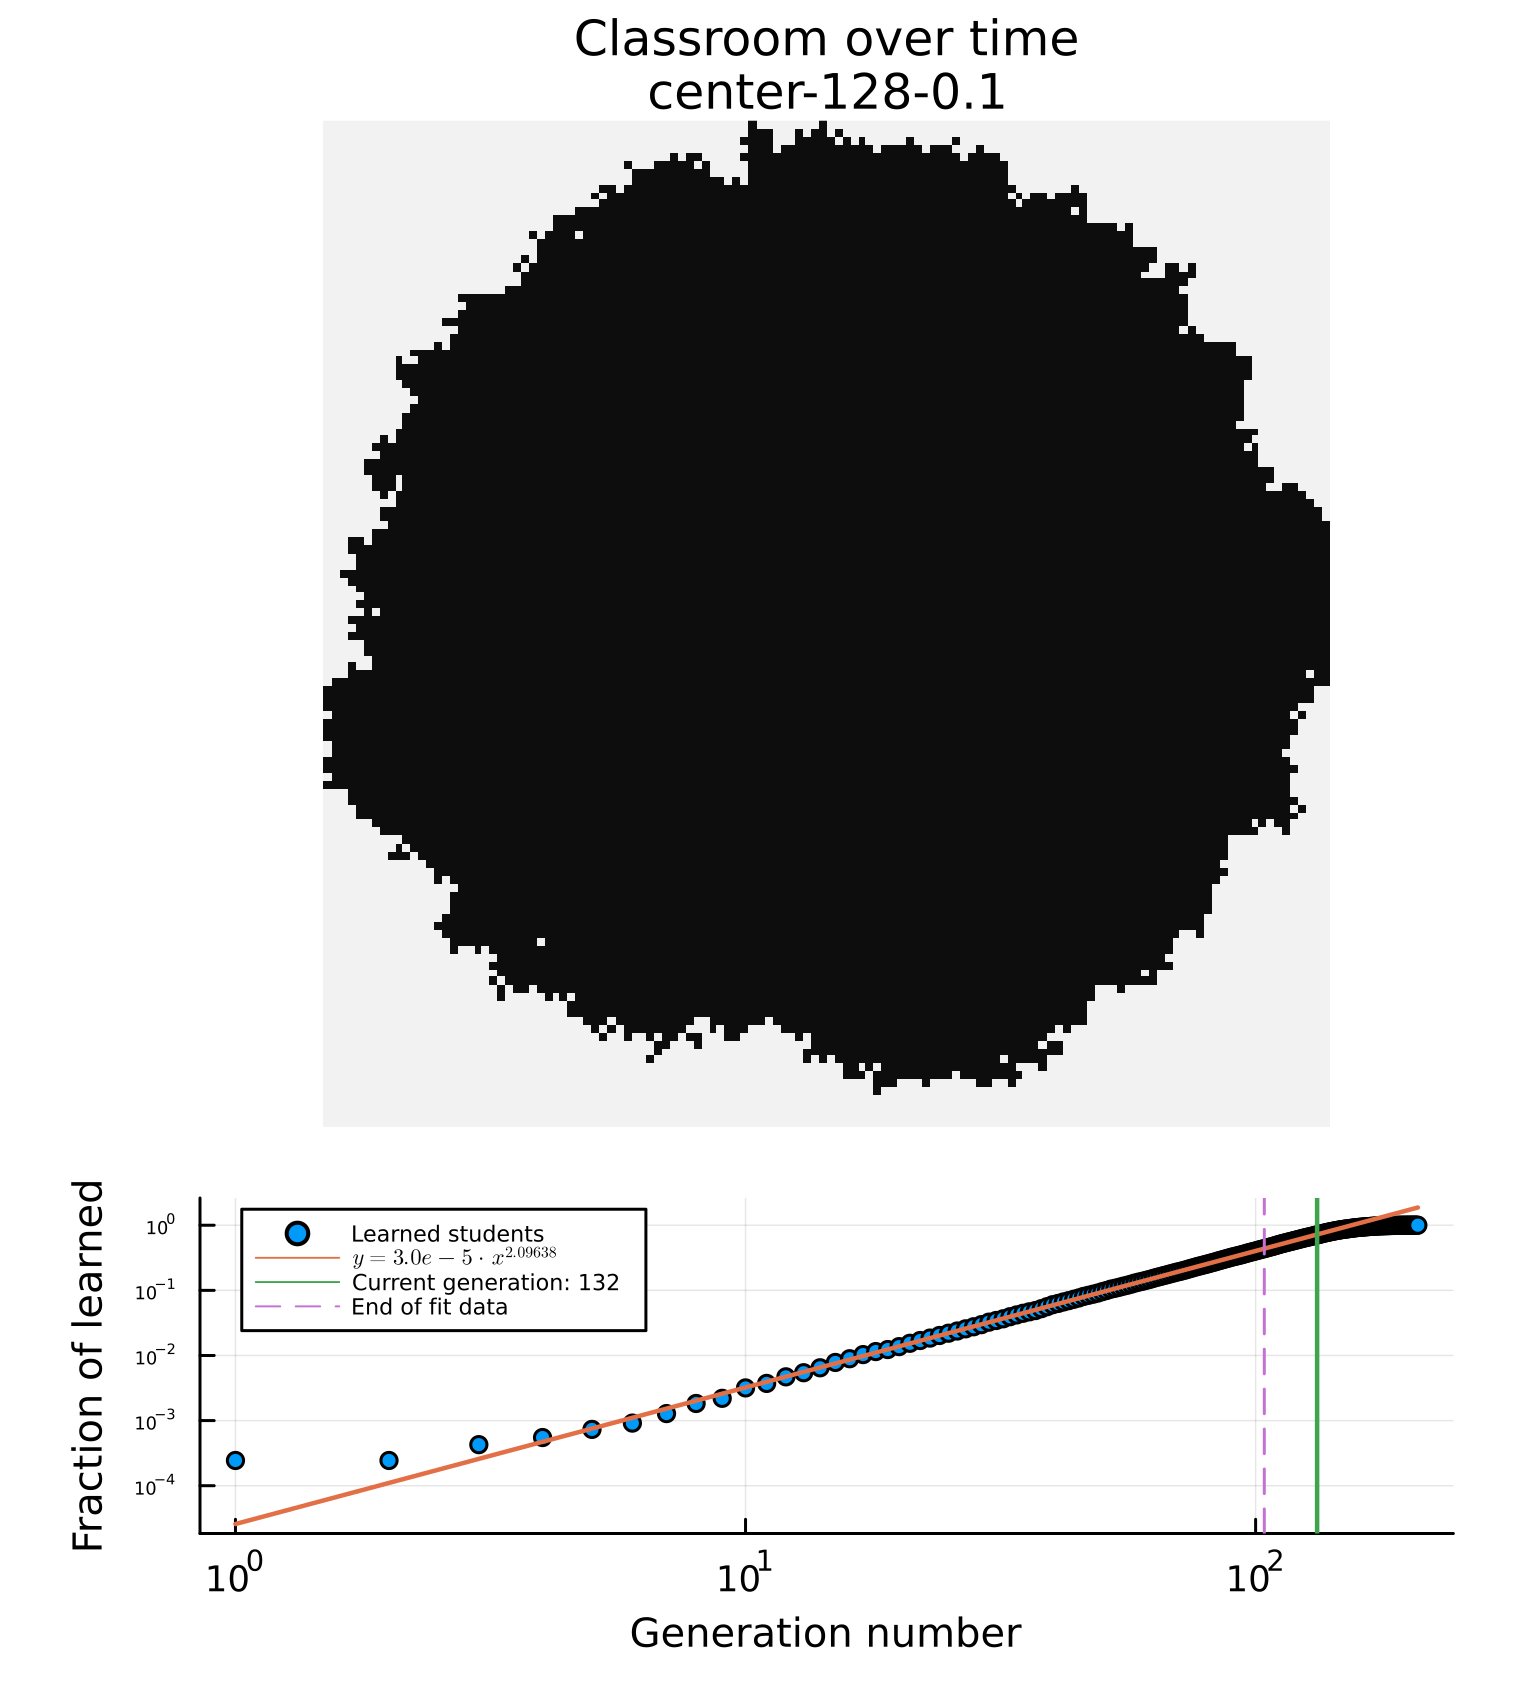 Classroom over time
center-128-0.1
Fraction of learned
10^0
10^−1
10^−2
10^−3
10^−4
Learned students
y = 3.0e − 5 · x^2.09638
Current generation: 132
End of fit data
10^0 10^1 10^2
Generation number